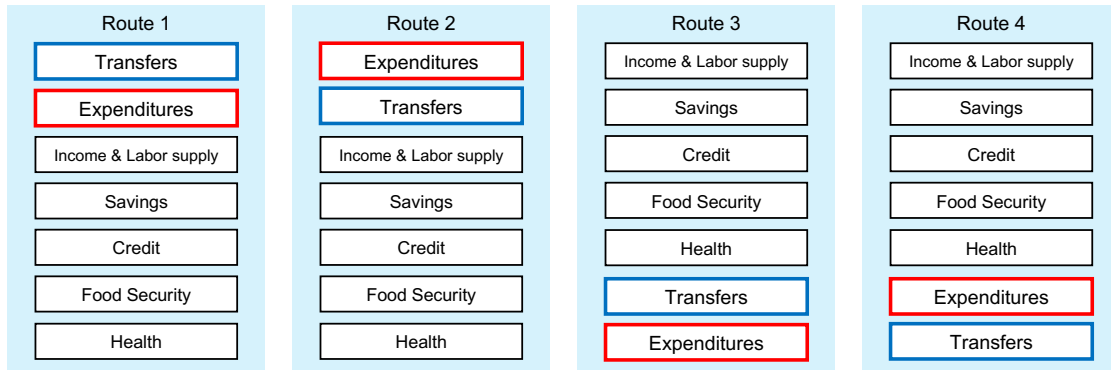 Route 1
Transfers
Expenditures
Income & Labor supply
Savings
Credit
Food Security
Health
Route 2
Expenditures
Transfers
Income & Labor supply
Savings
Credit
Food Security
Health
Route 3
Income & Labor supply
Savings
Credit
Food Security
Health
Transfers
Expenditures
Route 4
Income & Labor supply
Savings
Credit
Food Security
Health
Expenditures
Transfers